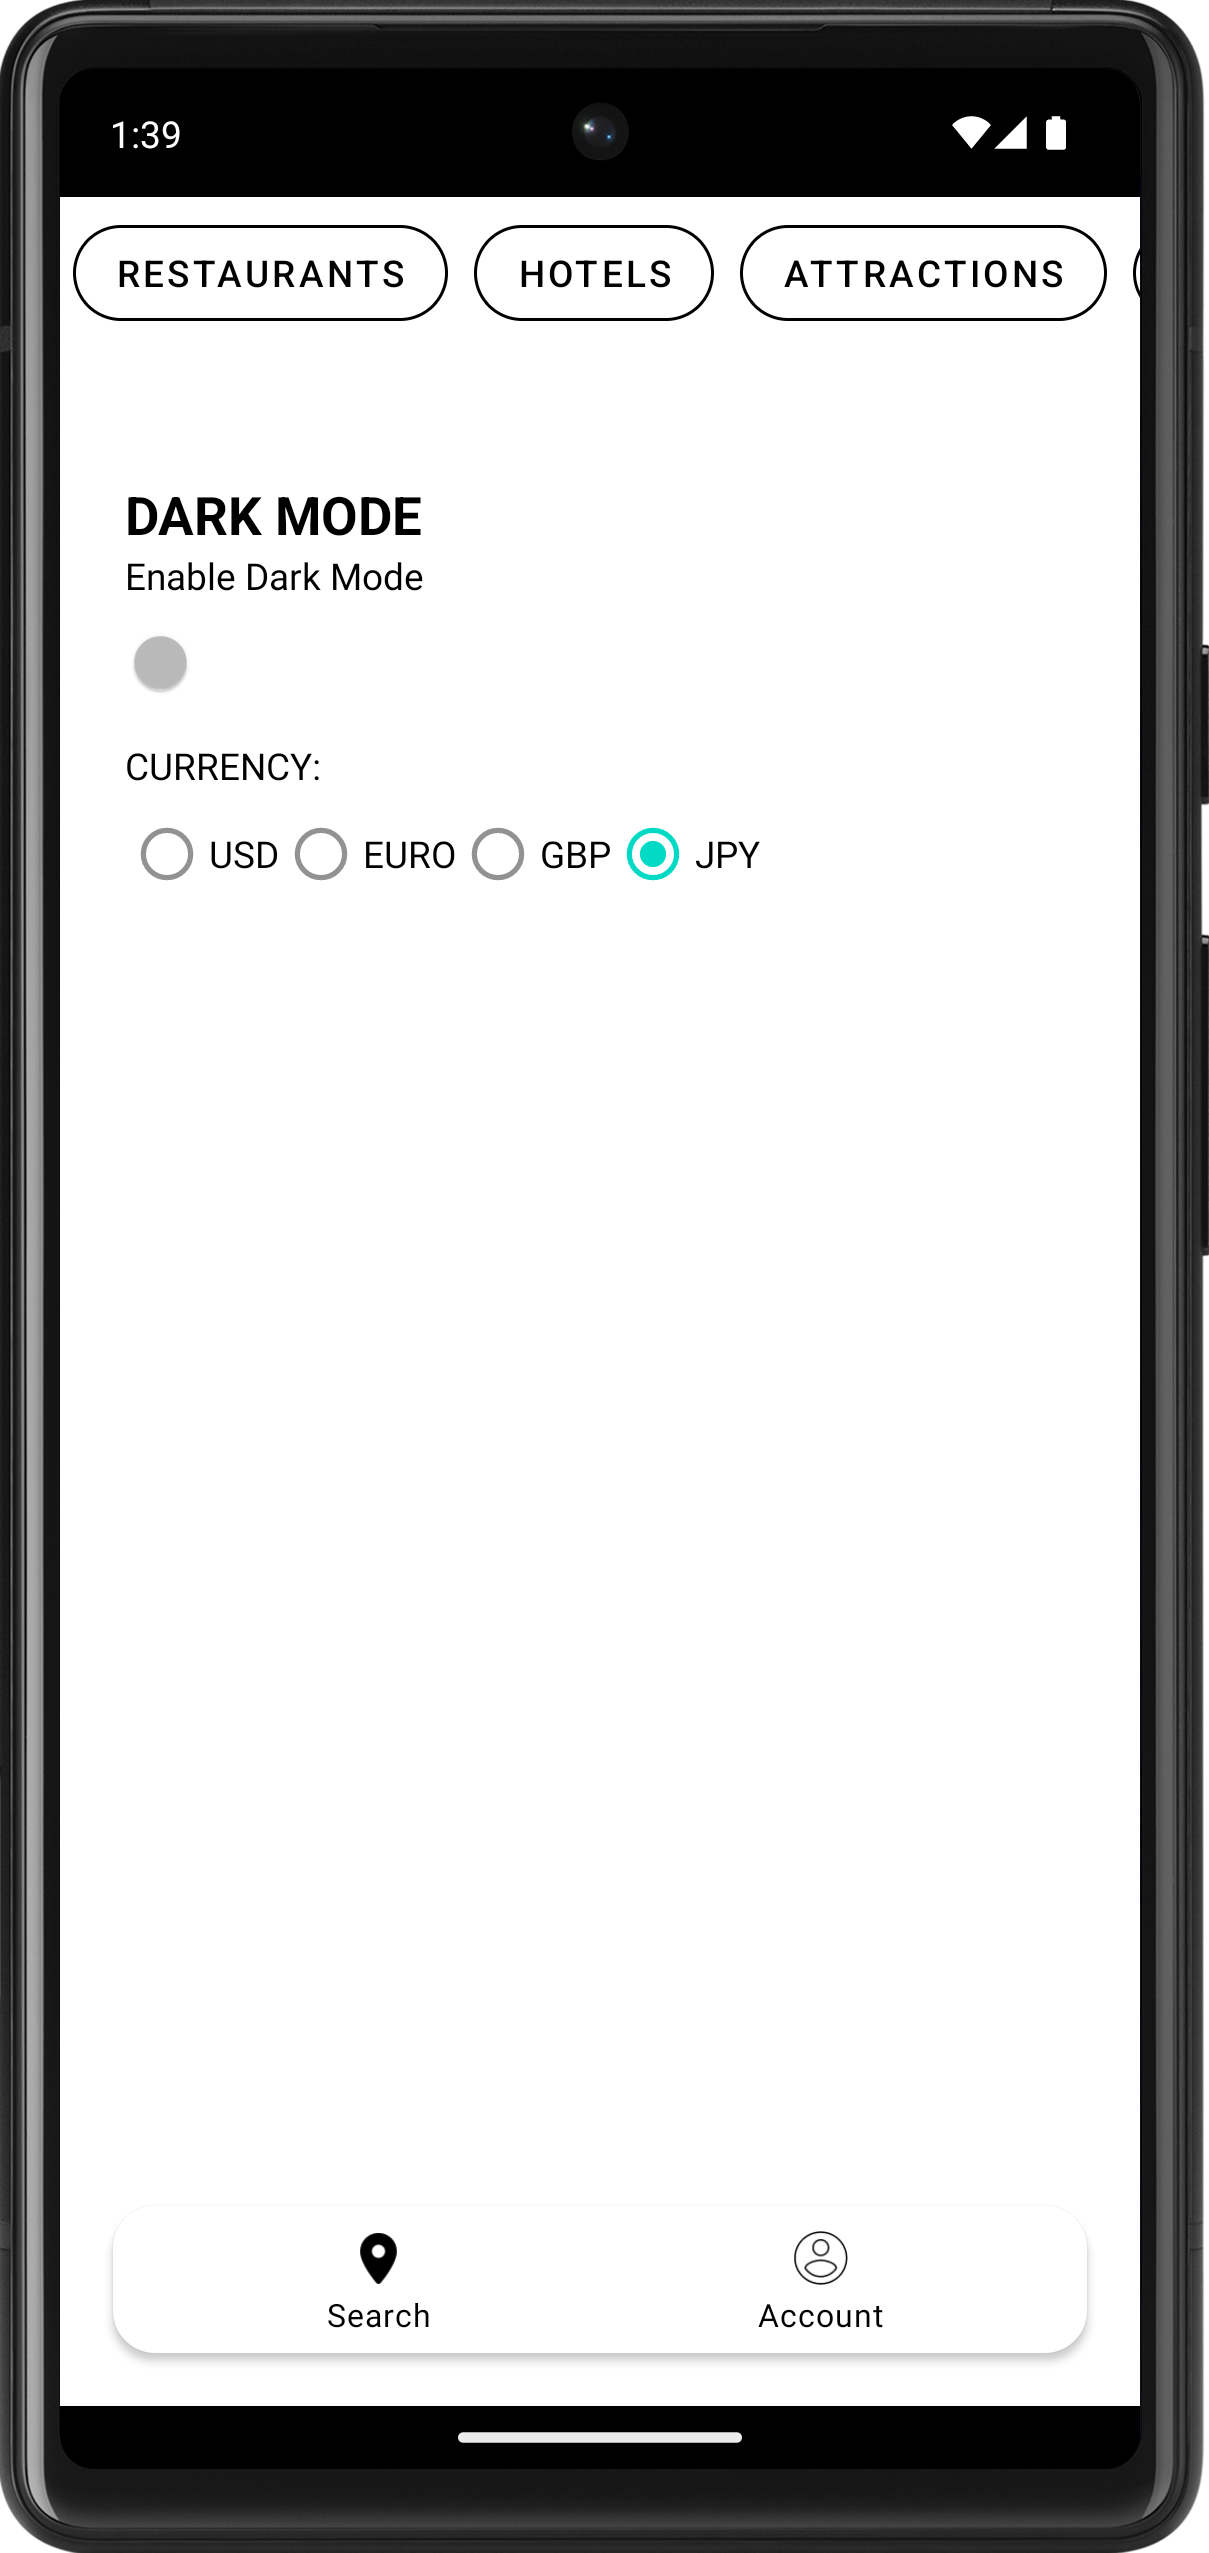 1:39
RESTAURANTS HOTELS ATTRACTIONS
DARK MODE
Enable Dark Mode
CURRENCY:
USD EURO GBP JPY
Search Account